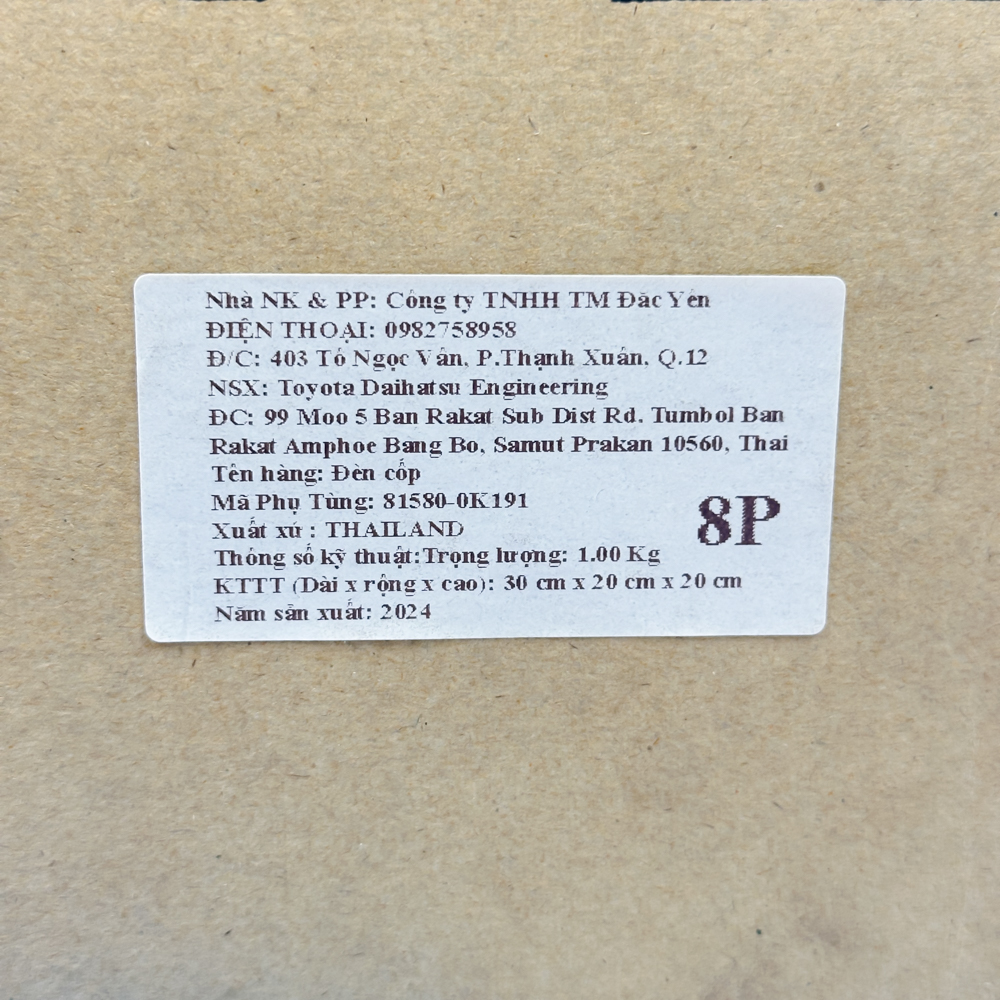 Nhà NK & PP: Công ty TNHH TM Đắc Yến
ĐIỆN THOẠI: 0982758958
Đ/C: 403 Tô Ngọc Vân, P.Thạnh Xuân, Q.12
NSX: Toyota Daihatsu Engineering
ĐC: 99 Moo 5 Ban Rakat Sub Dist Rd. Tumbol Ban
Rakat Amphoe Bang Bo, Samut Prakan 10560, Thai
Tên hàng: Đèn cốp
Mã Phụ Tùng: 81580-0K191
Xuất xứ : THAILAND
8P
Thông số kỹ thuật:Trọng lượng: 1.00 Kg
KTTT (Dài x rộng x cao): 30 cm x 20 cm x 20 cm
Năm sản xuất: 2024